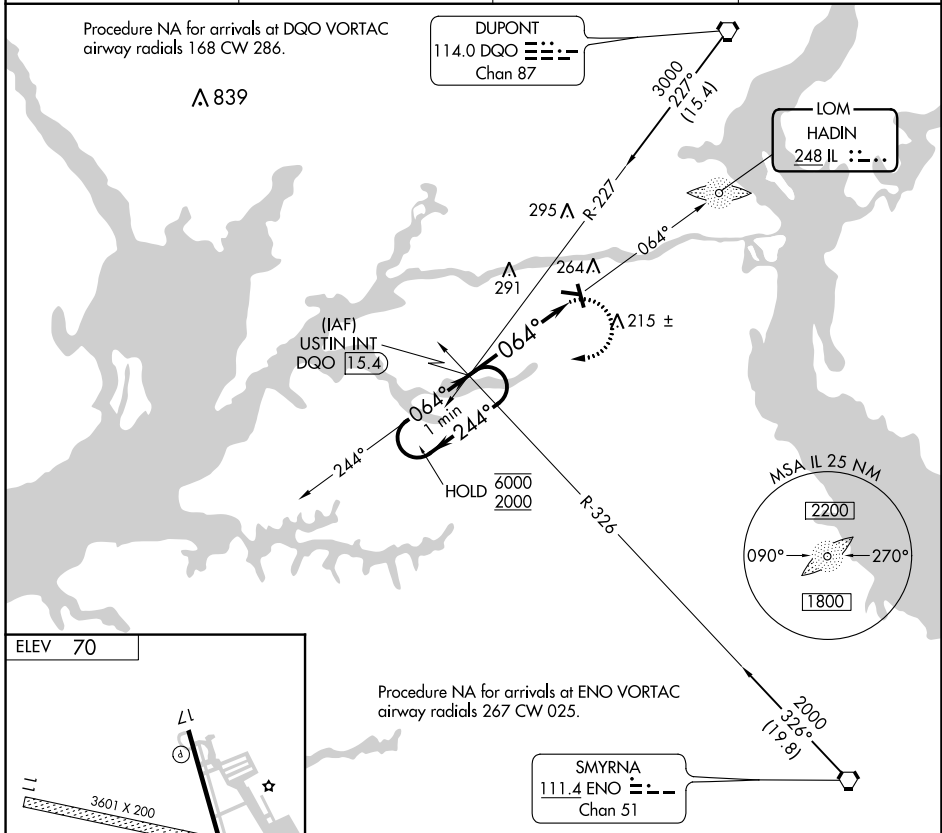 Procedure NA for arrivals at DQO VORTAC
airway radials 168 CW 286.
839
DUPONT
114.0 DQO
Chan 87
3000
227°
(15.4)
LOM
HADIN
248 IL
R-227
295
064°
291
264
215 ±
(IAF)
USTIN INT
DQO 15.4
064°
064°
1 min
244°
244°
HOLD 6000
2000
R-326
MSA IL 25 NM
2200
090°
270°
1800
ELEV 70
Procedure NA for arrivals at ENO VORTAC
airway radials 267 CW 025.
2000
326°
(19.8)
17
11
3601 X 200
SMYRNA
111.4 ENO
Chan 51